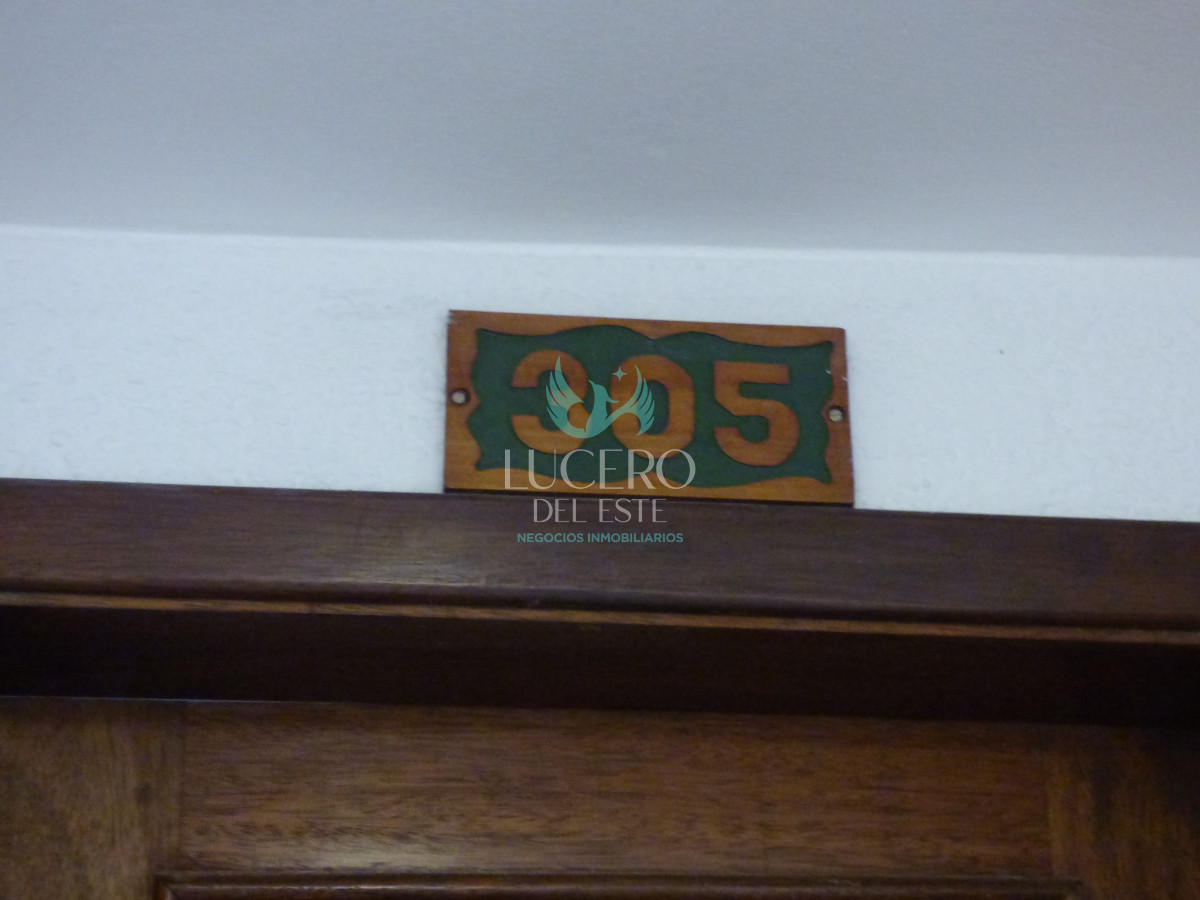 305
LUCERO
DEL ESTE
NEGOCIOS INMOBILIARIOS